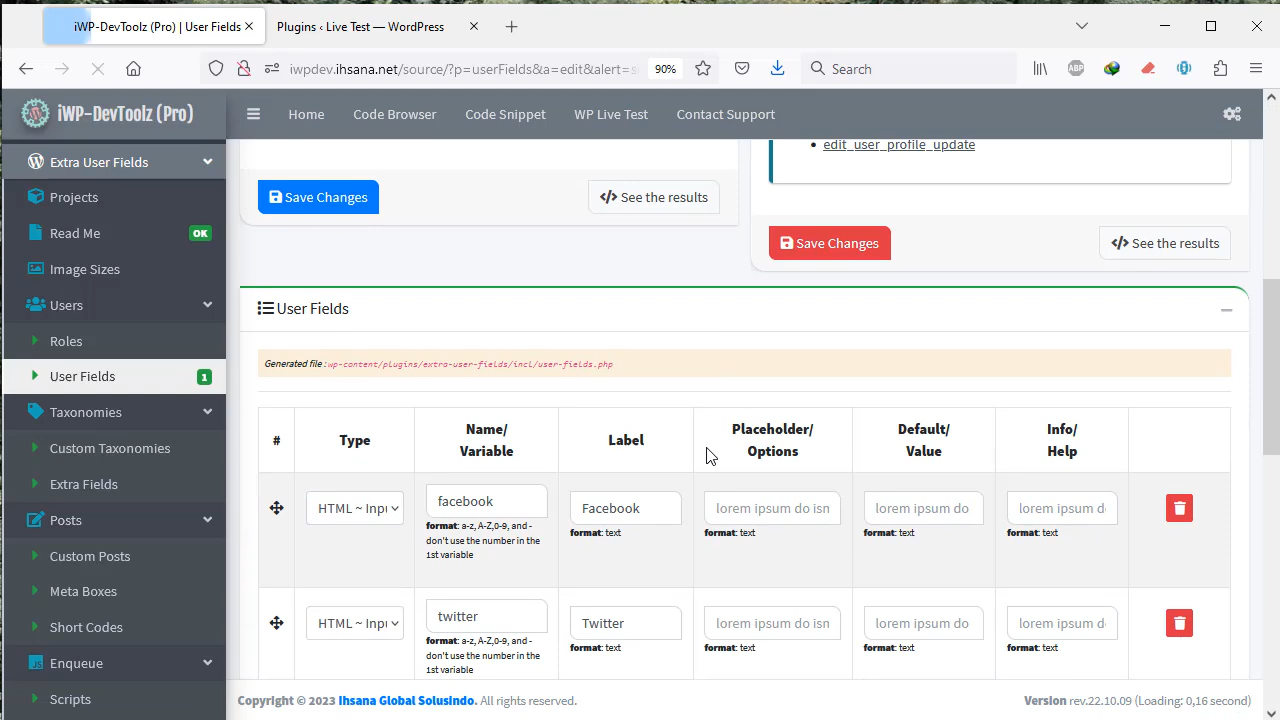 iWP-DevToolz (Pro) | User Fields
Plugins ‹ Live Test — WordPress
iwpdev.ihsana.net/source/?p=userFields&a=edit&alert=s
90%
Search
ABP
iWP-DevToolz (Pro)
Home
Code Browser
Code Snippet
WP Live Test
Contact Support
Extra User Fields
Projects
Read Me
OK
Image Sizes
Users
Roles
User Fields
1
Taxonomies
Custom Taxonomies
Extra Fields
Posts
Custom Posts
Meta Boxes
Short Codes
Enqueue
JS
Scripts
edit_user_profile_update
Save Changes
See the results
Save Changes
See the results
User Fields
Generated file : wp-content/plugins/extra-user-fields/incl/user-fields.php
#
Type
Name/
Variable
Label
Placeholder/
Options
Default/
Value
Info/
Help
HTML ~ Inpu
facebook
format: a-z, A-Z,0-9, and -
don't use the number in the
1st variable
Facebook
format: text
lorem ipsum do isn
format: text
lorem ipsum do
format: text
lorem ipsum d
format: text
HTML ~ Inpu
twitter
format: a-z, A-Z,0-9, and -
don't use the number in the
1st variable
Twitter
format: text
lorem ipsum do isn
format: text
lorem ipsum do
format: text
lorem ipsum d
format: text
Copyright © 2023 Ihsana Global Solusindo. All rights reserved.
Version rev.22.10.09 (Loading: 0,16 second)